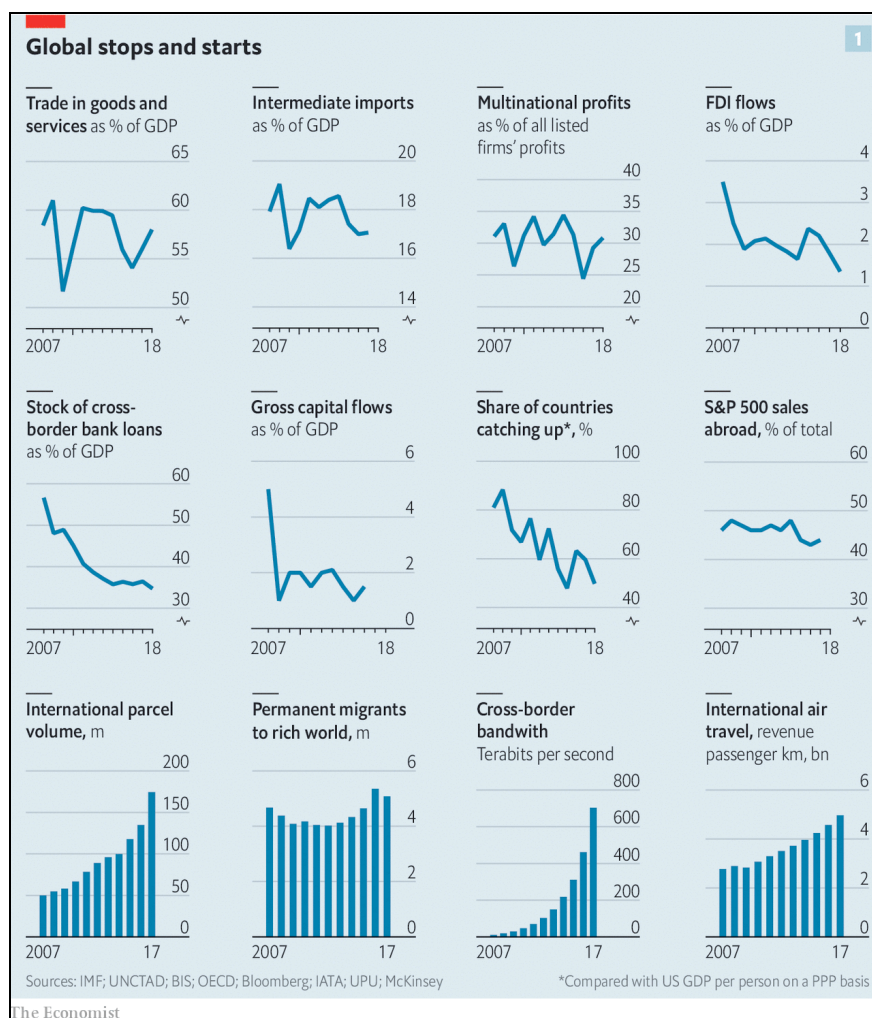 Global stops and starts
1
Trade in goods and
services as % of GDP
65
60
55
50
2007
18
Intermediate imports
as % of GDP
20
18
16
14
2007
18
Multinational profits
as % of all listed
firms' profits
40
35
30
25
20
2007
18
FDI flows
as % of GDP
4
3
2
1
0
2007
18
Stock of cross-
border bank loans
as % of GDP
60
50
40
30
2007
18
Gross capital flows
as % of GDP
6
4
2
0
2007
18
Share of countries
catching up*, %
100
80
60
40
2007
18
S&P 500 sales
abroad, % of total
60
50
40
30
2007
18
International parcel
volume, m
200
150
100
50
0
2007
17
Permanent migrants
to rich world, m
6
4
2
0
2007
17
Cross-border
bandwith
Terabits per second
800
600
400
200
0
2007
17
International air
travel, revenue
passenger km, bn
6
4
2
0
2007
17
Sources: IMF; UNCTAD; BIS; OECD; Bloomberg; IATA; UPU; McKinsey
*Compared with US GDP per person on a PPP basis
The Economist